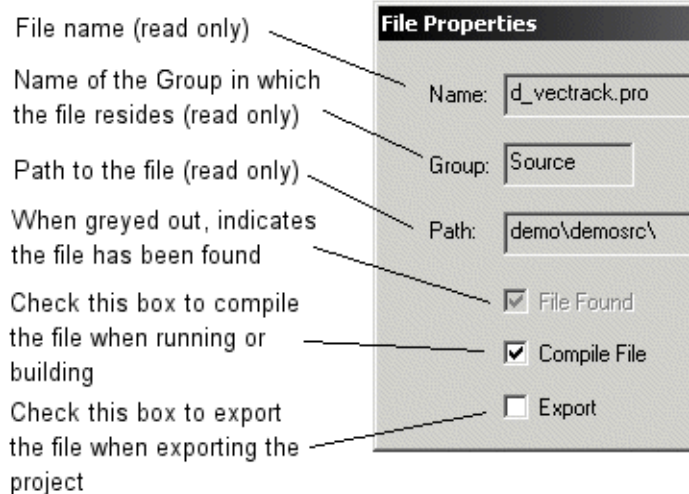 File name (read only)
Name of the Group in which
the file resides (read only)
Path to the file (read only)
When greyed out, indicates
the file has been found
Check this box to compile
the file when running or
building
Check this box to export
the file when exporting the
project
File Properties
Name: d_vectrack.pro
Group: Source
Path: demo\demosrc\
File Found
Compile File
Export